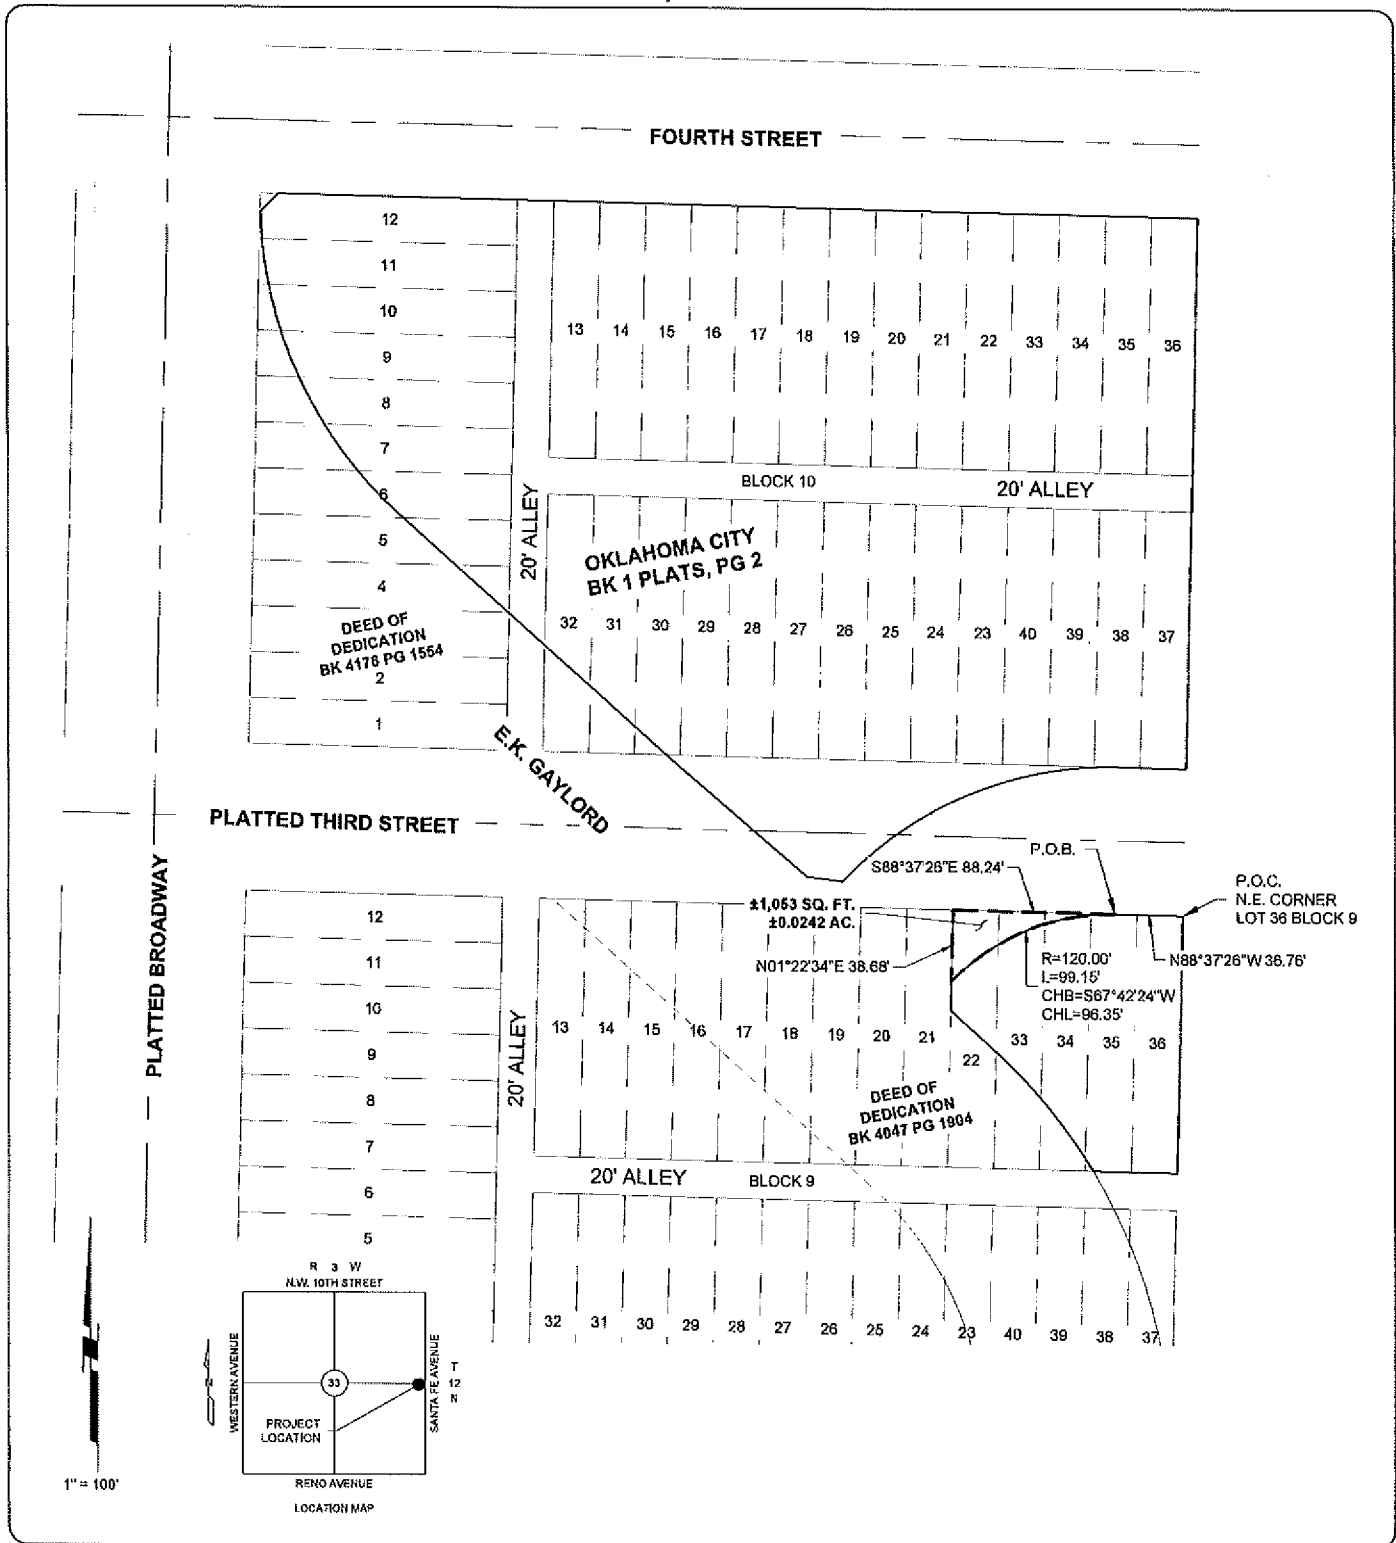 FOURTH STREET
12
11
10
9
8
7
6
5
4
DEED OF
DEDICATION
BK 4178 PG 1554
2
1
20' ALLEY
13 14 15 16 17 18 19 20 21 22 33 34 35 36
BLOCK 10
20' ALLEY
OKLAHOMA CITY
BK 1 PLATS, PG 2
32 31 30 29 28 27 26 25 24 23 40 39 38 37
E.K. GAYLORD
PLATTED THIRD STREET
PLATTED BROADWAY
P.O.B.
S88°37'26"E 88.24'
P.O.C.
N.E. CORNER
LOT 36 BLOCK 9
±1,053 SQ. FT.
±0.0242 AC.
N01°22'34"E 38.68'
N88°37'26"W 36.76'
R=120.00'
L=99.15'
CHB=S67°42'24"W
CHL=96.35'
12
11
10
9
8
7
6
5
20' ALLEY
13 14 15 16 17 18 19 20 21 22 33 34 35 36
DEED OF
DEDICATION
BK 4047 PG 1904
20' ALLEY
BLOCK 9
32 31 30 29 28 27 26 25 24 23 40 39 38 37
R 3 W
N.W. 10TH STREET
WESTERN AVENUE
33
SANTA FE AVENUE
T
12
N
PROJECT
LOCATION
RENO AVENUE
LOCATION MAP
1" = 100'